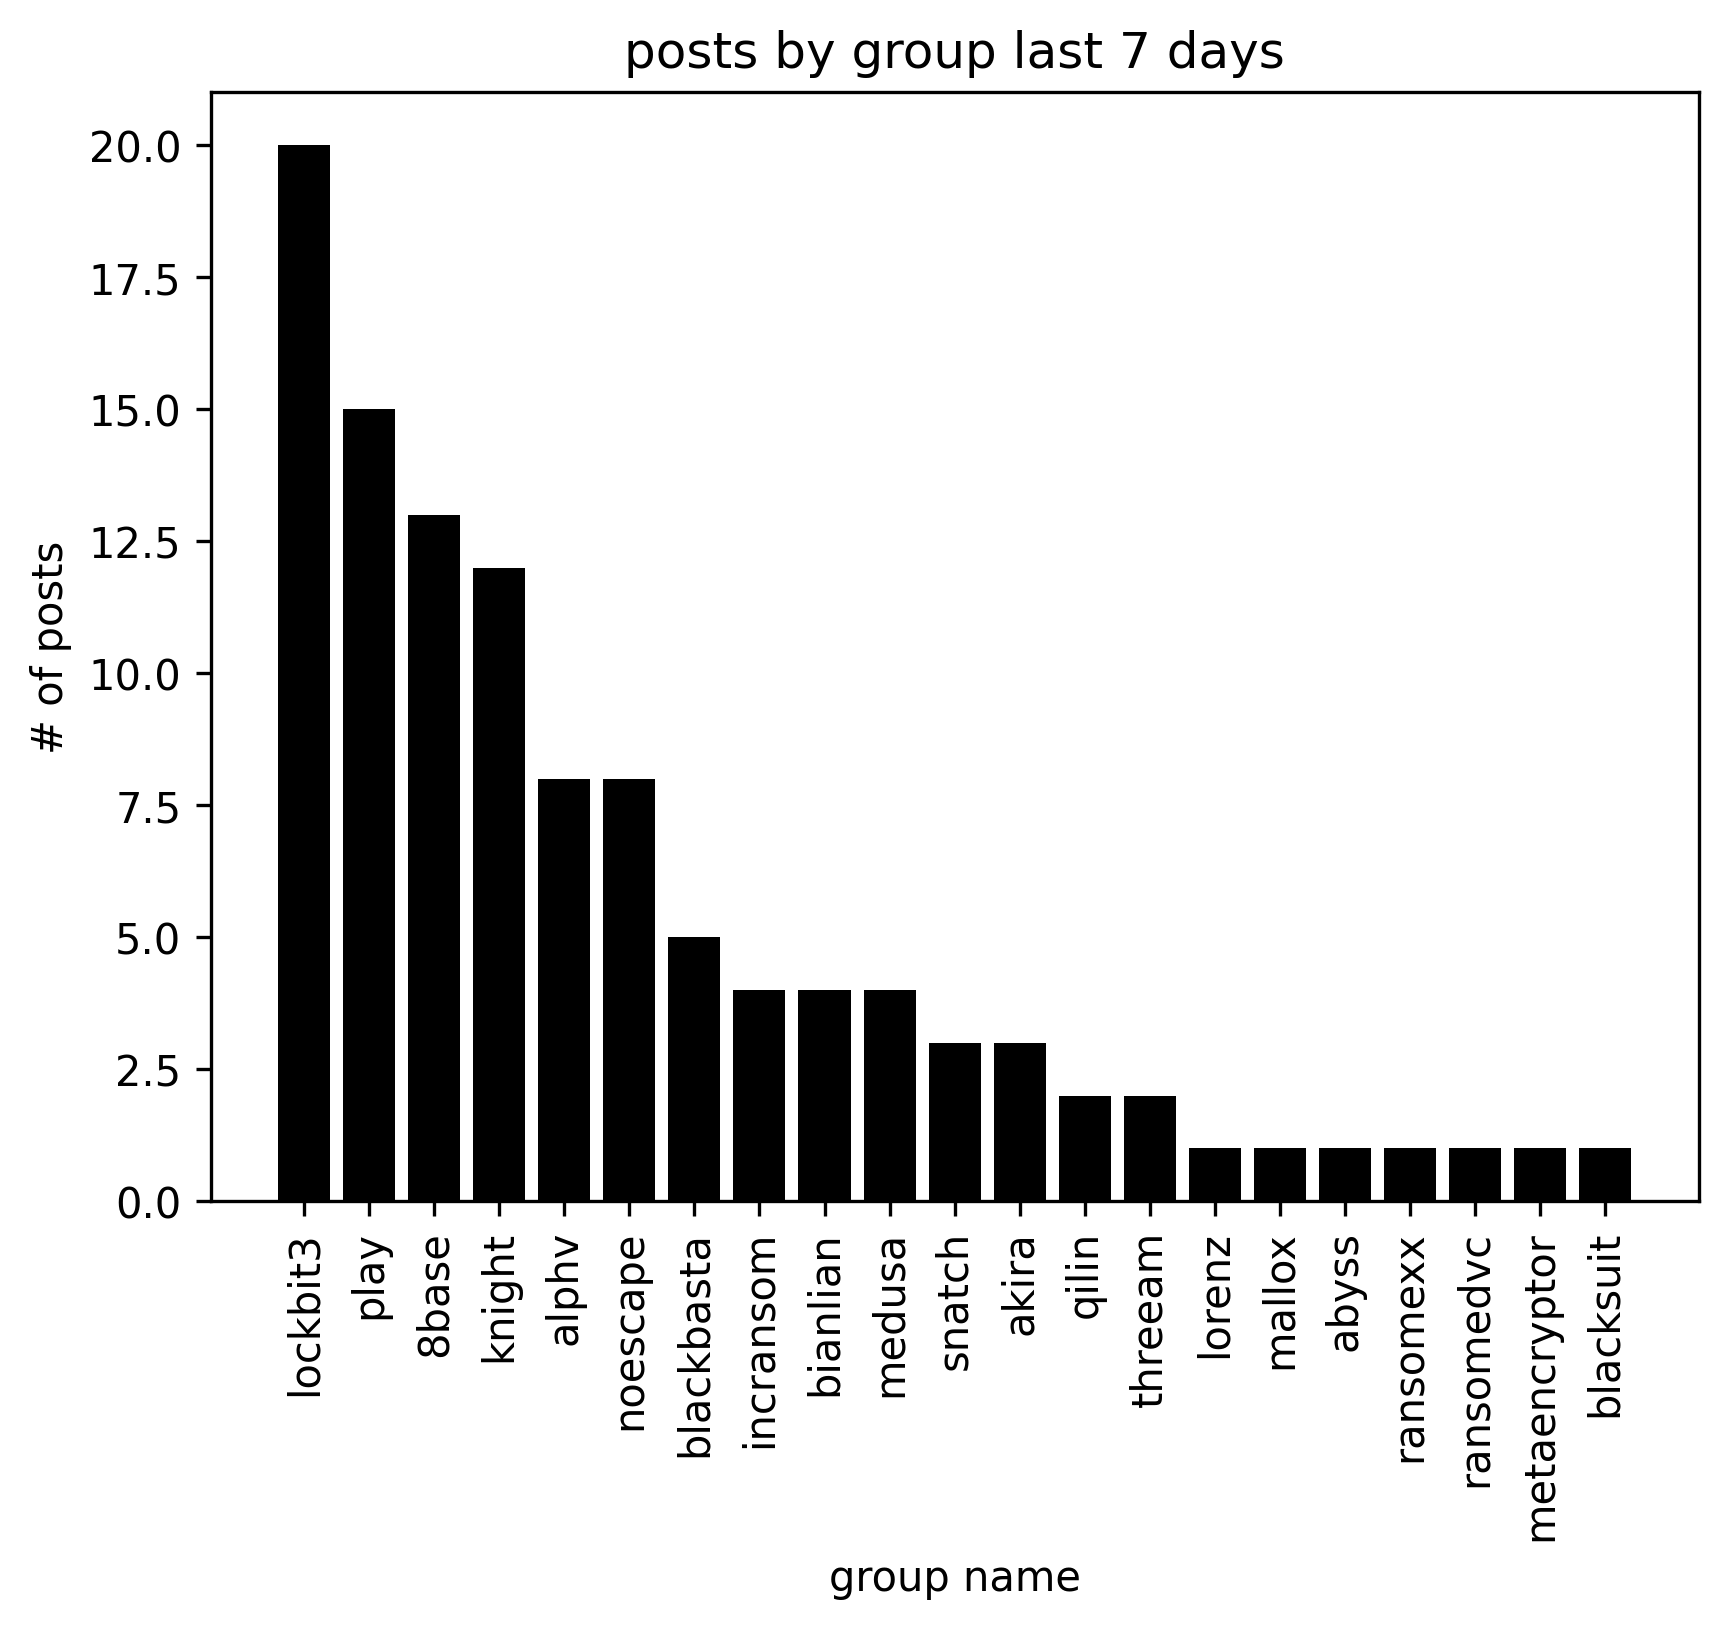 posts by group last 7 days
20.0
17.5
15.0
12.5
10.0
7.5
5.0
2.5
0.0
# of posts
lockbit3
play
8base
knight
alphv
noescape
blackbasta
incransom
bianlian
medusa
snatch
akira
qilin
threeam
lorenz
mallox
abyss
ransomexx
ransomedvc
metaencryptor
blacksuit
group name